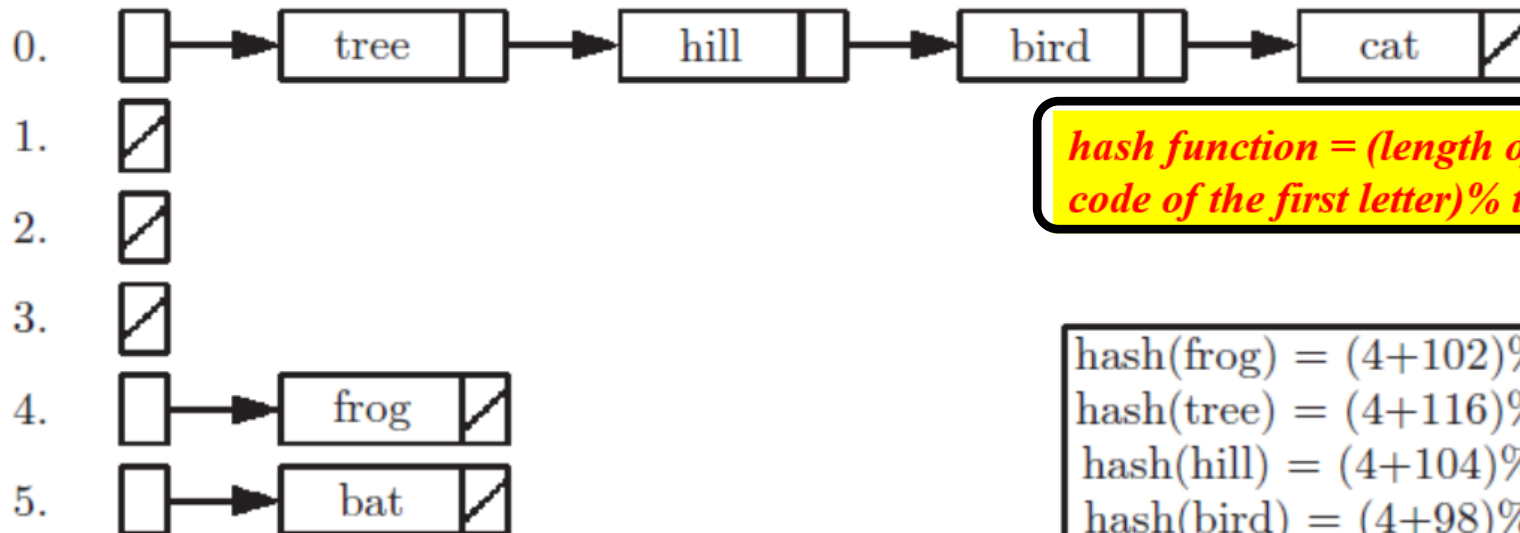 0. tree hill bird cat
1.
hash function = (length
code of the first letter)%
2.
3.
hash(frog) = (4+102)%
hash(tree) = (4+116)%
4. frog
hash(hill) = (4+104)%
5. bat
hash(bird) = (4+98)%